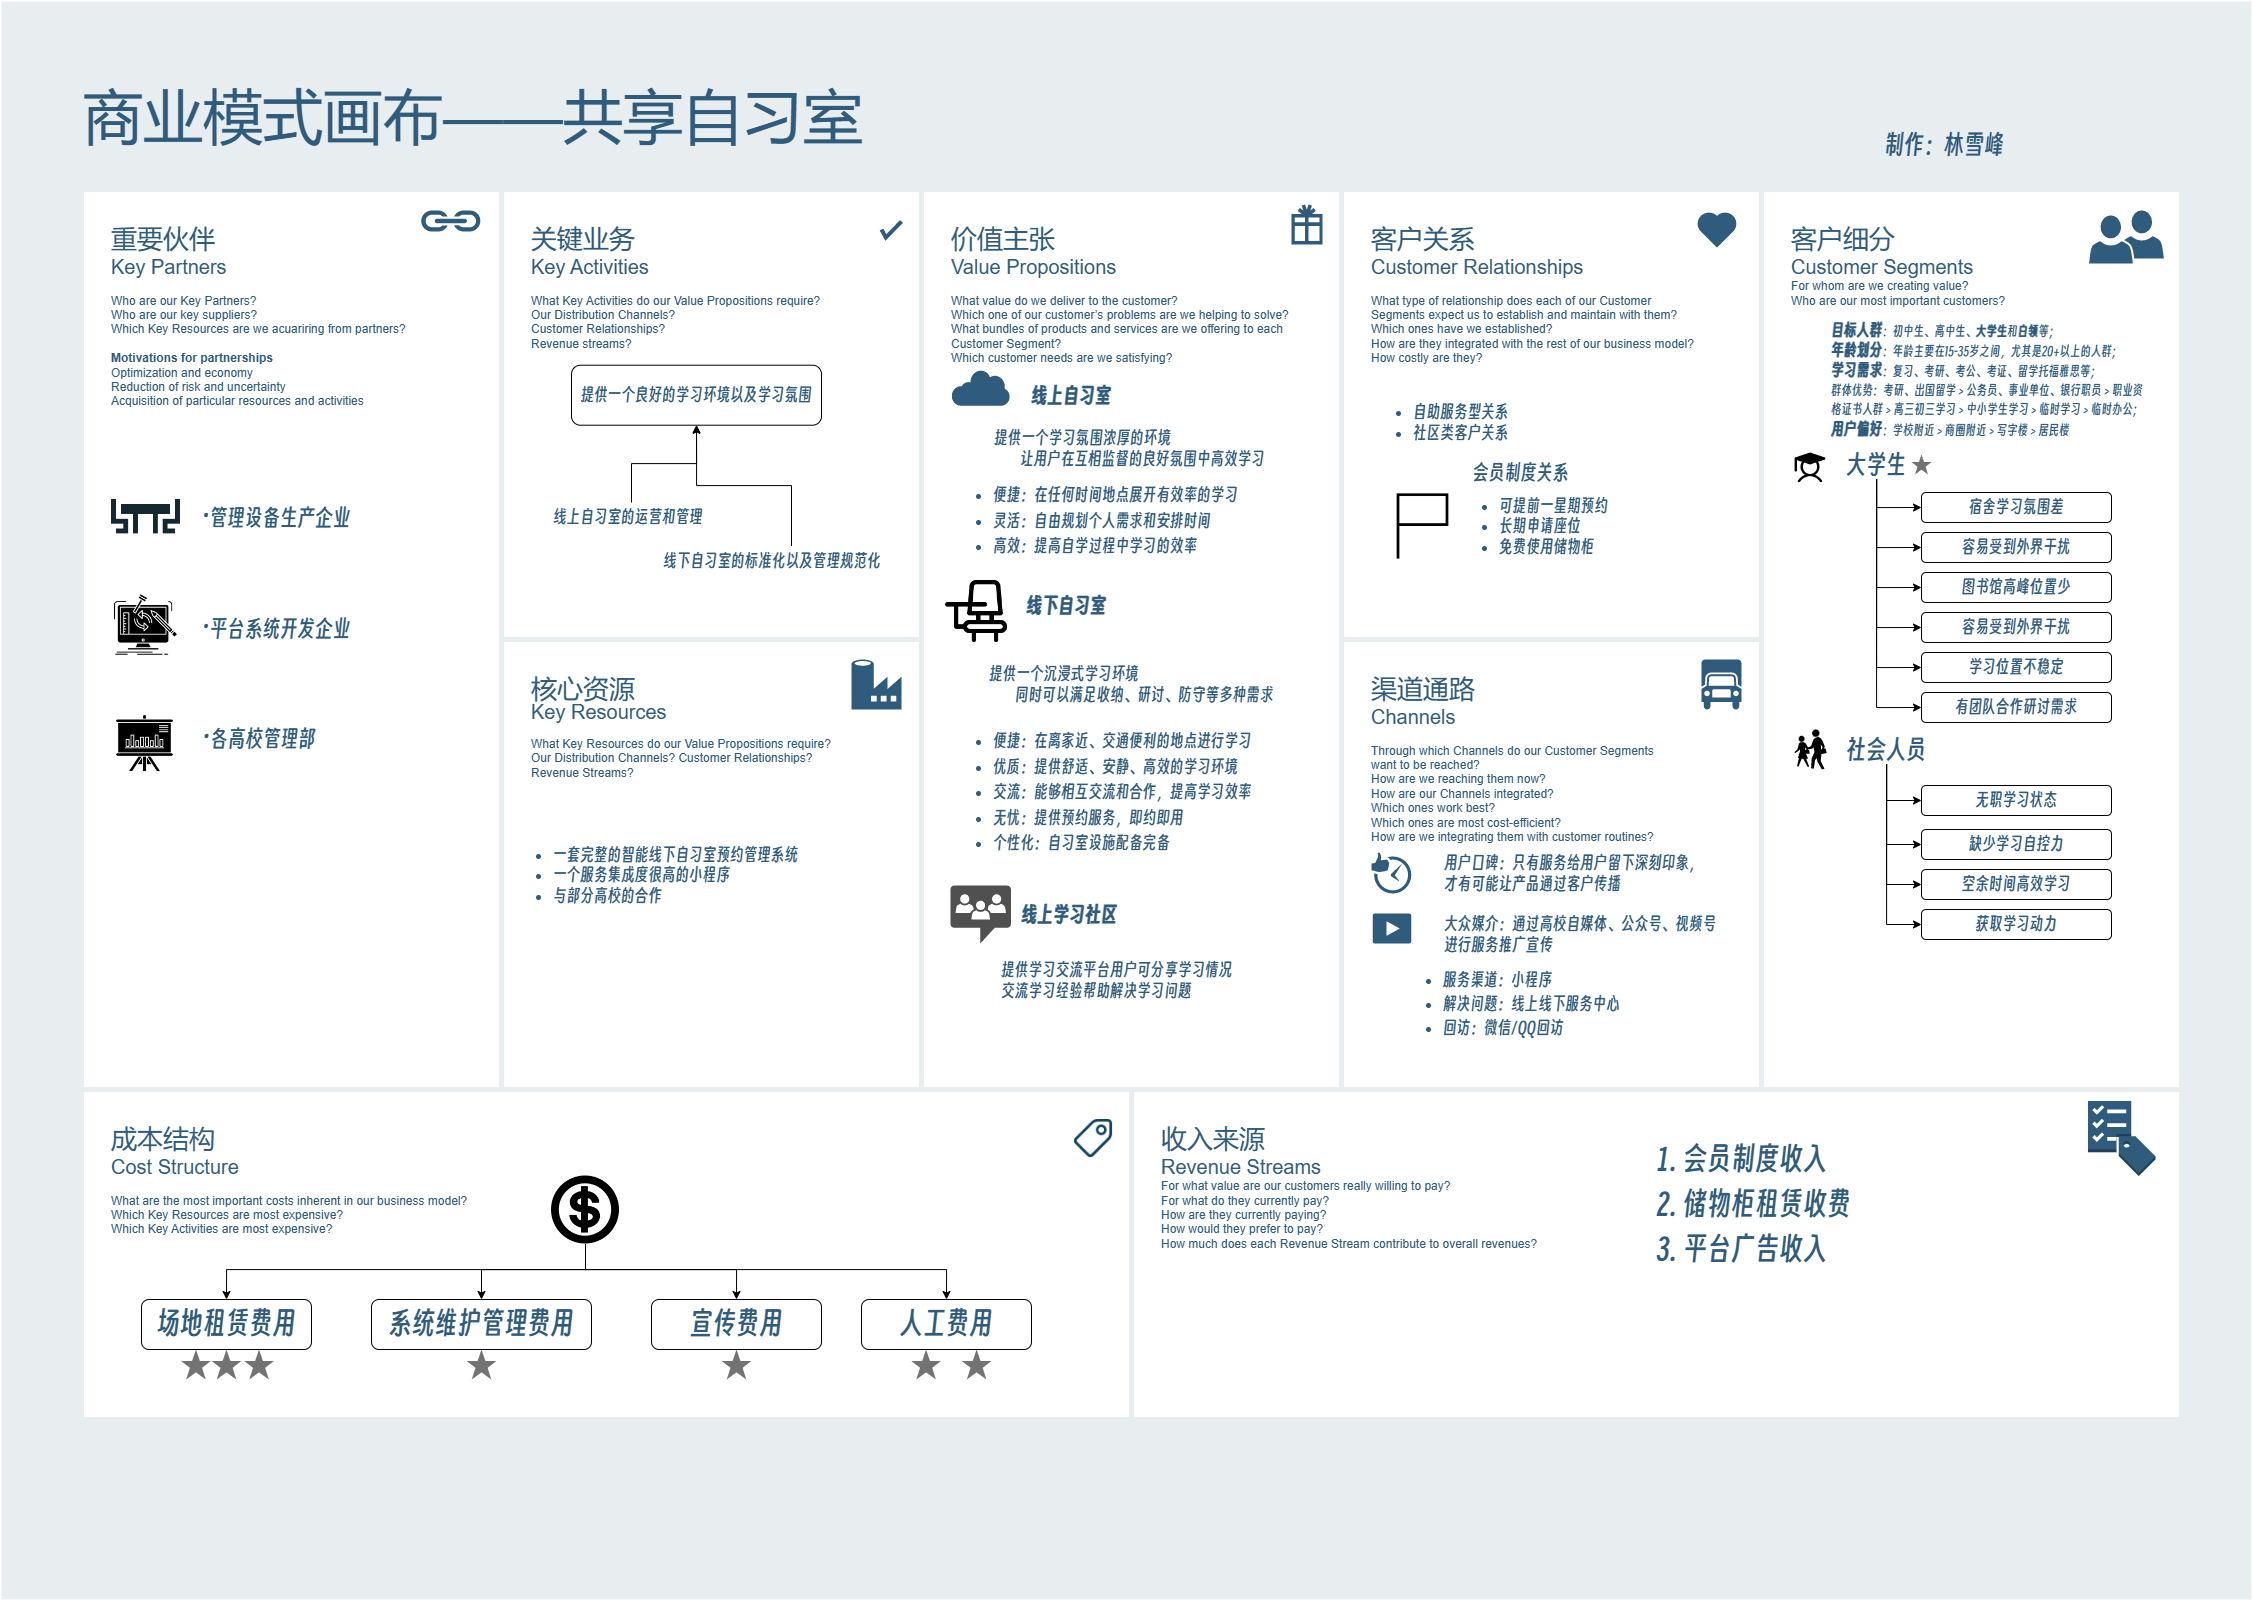 商业模式画布——共享自习室
制作：林雪峰
重要伙伴
Key Partners
Who are our Key Partners?
Who are our key suppliers?
Which Key Resources are we acuariring from partners?
Motivations for partnerships
Optimization and economy
Reduction of risk and uncertainty
Acquisition of particular resources and activities
·管理设备生产企业
·平台系统开发企业
·各高校管理部
关键业务
Key Activities
What Key Activities do our Value Propositions require?
Our Distribution Channels?
Customer Relationships?
Revenue streams?
提供一个良好的学习环境以及学习氛围
线上自习室的运营和管理
线下自习室的标准化以及管理规范化
核心资源
Key Resources
What Key Resources do our Value Propositions require?
Our Distribution Channels? Customer Relationships?
Revenue Streams?
• 一套完整的智能线下自习室预约管理系统
• 一个服务集成度很高的小程序
• 与部分高校的合作
价值主张
Value Propositions
What value do we deliver to the customer?
Which one of our customer's problems are we helping to solve?
What bundles of products and services are we offering to each
Customer Segment?
Which customer needs are we satisfying?
线上自习室
提供一个学习氛围浓厚的环境
让用户在互相监督的良好氛围中高效学习
• 便捷：在任何时间地点展开有效率的学习
• 灵活：自由规划个人需求和安排时间
• 高效：提高自学过程中学习的效率
线下自习室
提供一个沉浸式学习环境
同时可以满足收纳、研讨、防守等多种需求
• 便捷：在离家近、交通便利的地点进行学习
• 优质：提供舒适、安静、高效的学习环境
• 交流：能够相互交流和合作，提高学习效率
• 无忧：提供预约服务，即约即用
• 个性化：自习室设施配备完备
线上学习社区
提供学习交流平台用户可分享学习情况
交流学习经验帮助解决学习问题
客户关系
Customer Relationships
What type of relationship does each of our Customer
Segments expect us to establish and maintain with them?
Which ones have we established?
How are they integrated with the rest of our business model?
How costly are they?
• 自助服务型关系
• 社区类客户关系
会员制度关系
• 可提前一星期预约
• 长期申请座位
• 免费使用储物柜
渠道通路
Channels
Through which Channels do our Customer Segments
want to be reached?
How are we reaching them now?
How are our Channels integrated?
Which ones work best?
Which ones are most cost-efficient?
How are we integrating them with customer routines?
用户口碑：只有服务给用户留下深刻印象，
才有可能让产品通过客户传播
大众媒介：通过高校自媒体、公众号、视频号
进行服务推广宣传
• 服务渠道：小程序
• 解决问题：线上线下服务中心
• 回访：微信/QQ回访
客户细分
Customer Segments
For whom are we creating value?
Who are our most important customers?
目标人群：初中生、高中生、大学生和白领等；
年龄划分：年龄主要在15-35岁之间，尤其是20+以上的人群；
学习需求：复习、考研、考公、考证、留学托福雅思等；
群体优势：考研、出国留学 > 公务员、事业单位、银行职员 > 职业资
格证书人群 > 高三初三学习 > 中小学生学习 > 临时学习 > 临时办公；
用户偏好：学校附近 > 商圈附近 > 写字楼 > 居民楼
大学生
宿舍学习氛围差
容易受到外界干扰
图书馆高峰位置少
容易受到外界干扰
学习位置不稳定
有团队合作研讨需求
社会人员
无职学习状态
缺少学习自控力
空余时间高效学习
获取学习动力
成本结构
Cost Structure
What are the most important costs inherent in our business model?
Which Key Resources are most expensive?
Which Key Activities are most expensive?
场地租赁费用
系统维护管理费用
宣传费用
人工费用
收入来源
Revenue Streams
For what value are our customers really willing to pay?
For what do they currently pay?
How are they currently paying?
How would they prefer to pay?
How much does each Revenue Stream contribute to overall revenues?
1. 会员制度收入
2. 储物柜租赁收费
3. 平台广告收入